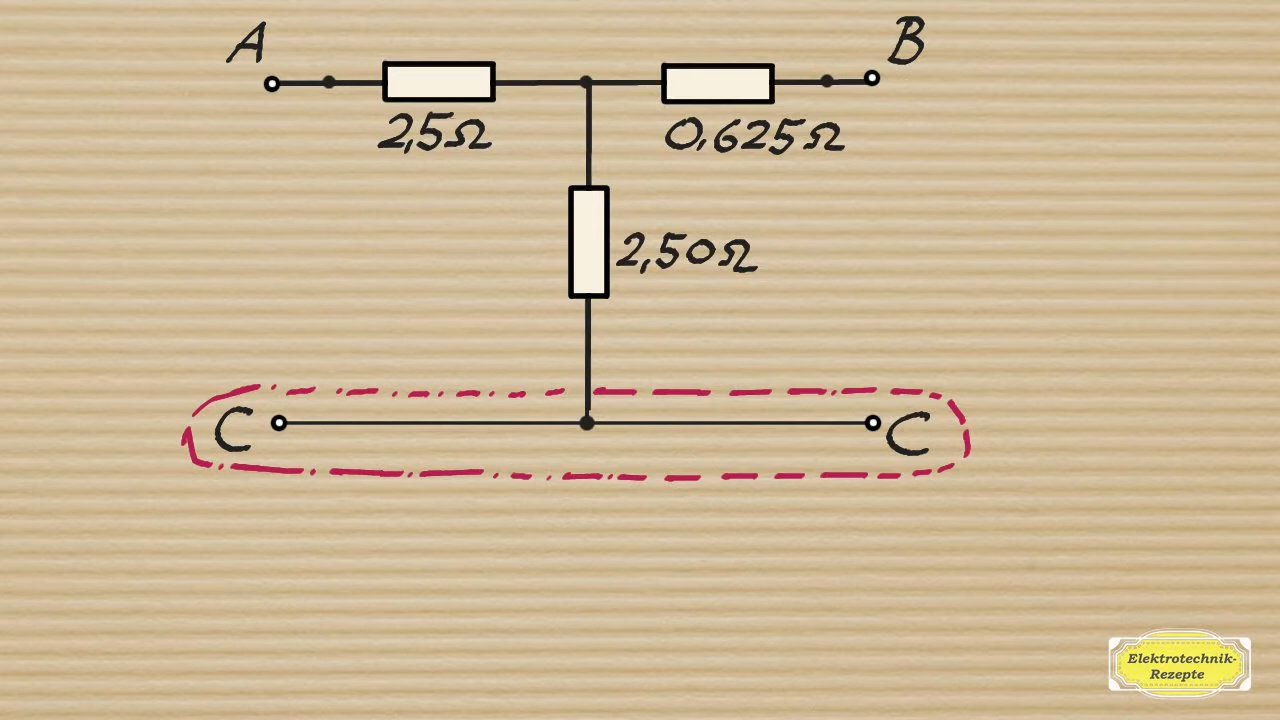 A
B
2,5Ω
0,625Ω
2,50Ω
C
C
Elektrotechnik-
Rezepte